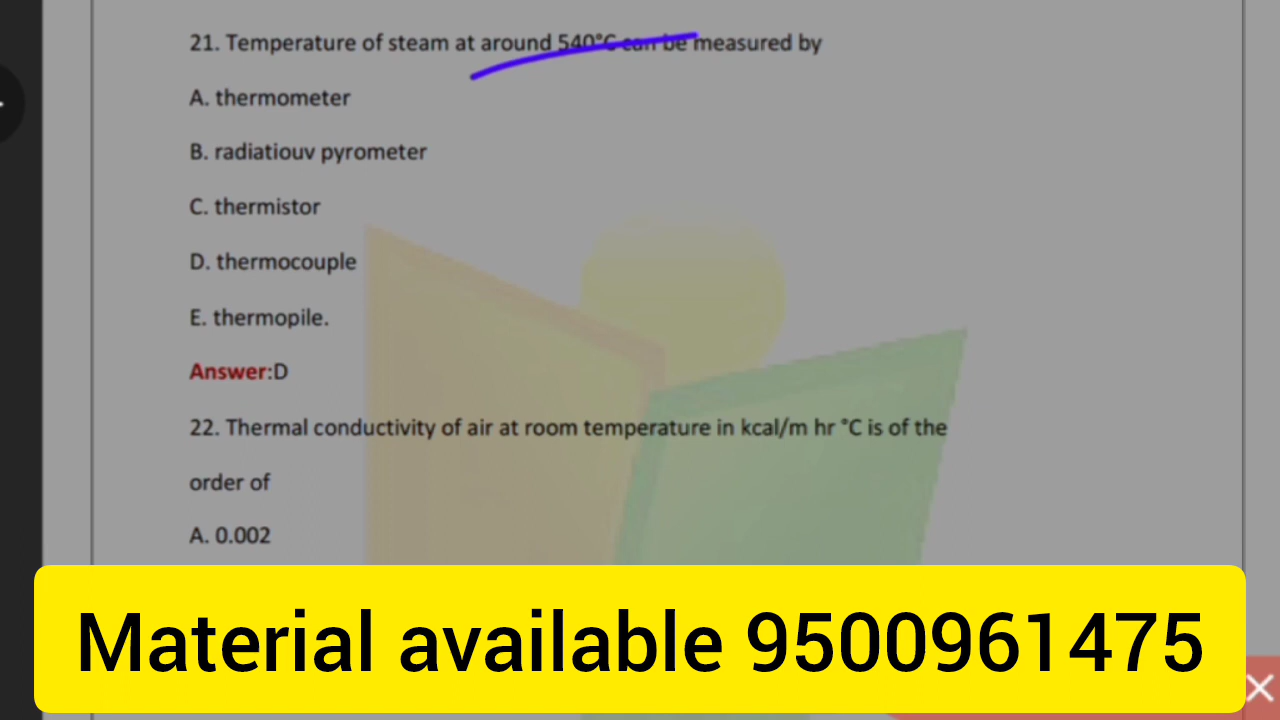 21. Temperature of steam at around 540°C can be measured by
A. thermometer
B. radiatiouv pyrometer
C. thermistor
D. thermocouple
E. thermopile.
Answer:D
22. Thermal conductivity of air at room temperature in kcal/m hr °C is of the
order of
A. 0.002
Material available 9500961475